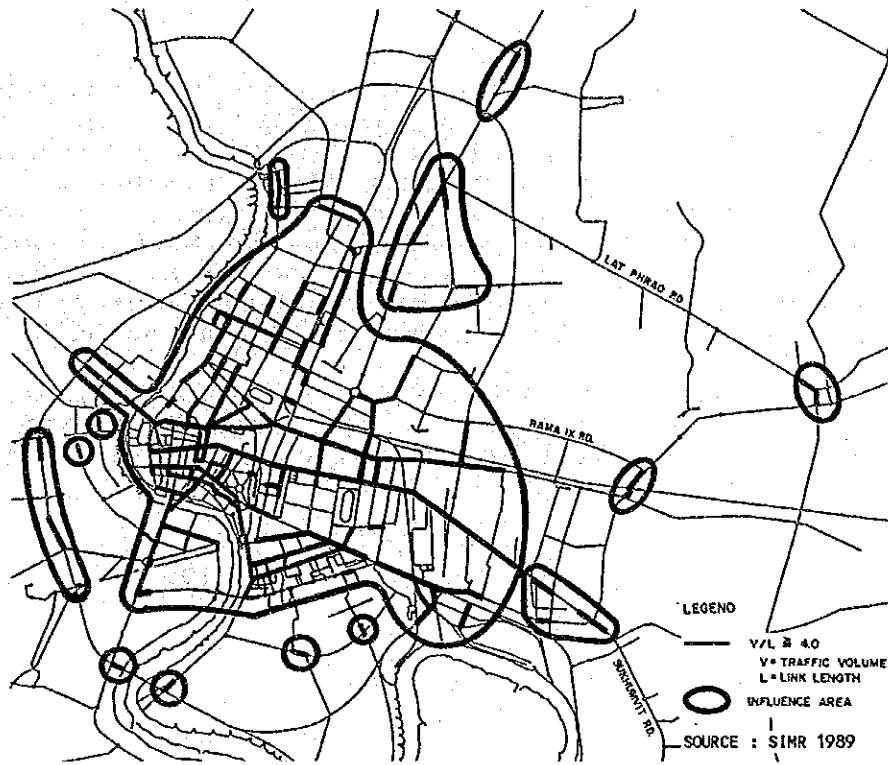 LAT PHRAO RD.
RAMA IX RD.
SUKHUMVIT RD.
LEGEND
V/L ≧ 4.0
V = TRAFFIC VOLUME
L = LINK LENGTH
INFLUENCE AREA
SOURCE : SIMR 1989